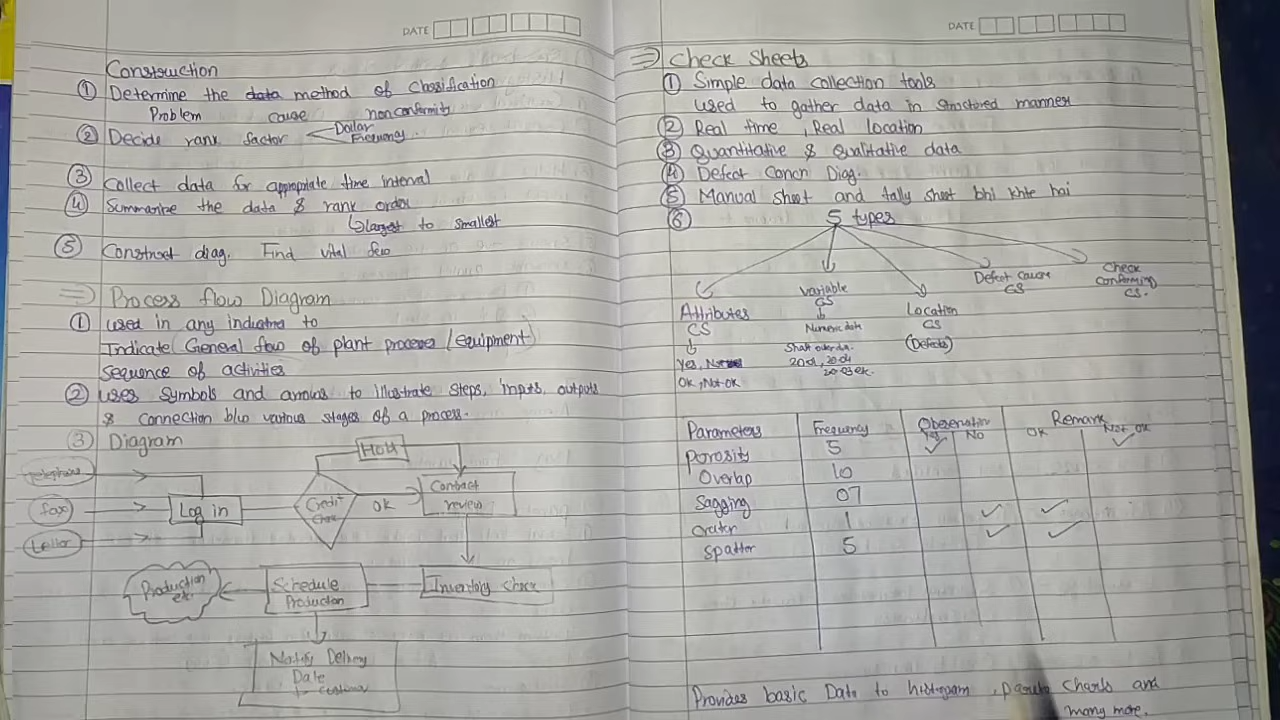 DATE
Construction
① Determine the data method of Classification
Problem cause nonconformity
② Decide rank factor Dollar
Frequency.
③ Collect data for appropriate time interval
④ Summarize the data & rank order
↳ largest to smallest
⑤ Construct diag. Find vital few
⇒ Process flow Diagram
① used in any industrial to
Indicate General flow of plant processes / equipment
Sequence of activities
② uses Symbols and arrows to illustrate steps, inputs, outputs
& Connection b/w various stages of a process.
③ Diagram
Telephone
Fax
Letter
Log in
Credit
Check
OK
Hold
Contract
review
Inventory Check
Schedule
Production
Production
etc.
Notify Delivery
Date
to customer
DATE
⇒ Check Sheets
① Simple data collection tools
used to gather data in structured manner
② Real time, Real location
③ Quantitative & Qualitative data
④ Defect Concn Diag.
⑤ Manual sheet and tally sheet bhi khte hai
⑥ 5 types
Attributes
CS
Yes, No
OK, Not-OK
Variable
CS
Numeric data
Shaft outer dia.
Location
CS
(Defects)
Defect Cause
CS
Check
Confirming
CS.
Parameters Frequency Observation Remark
Yes No OK Not OK
Porosity 5 ✓ ✓
Overlap 10
Sagging 07
Crater 1 ✓ ✓
Spatter 5 ✓ ✓
Provides basic Data to histogram, pareto Charts and
many more.